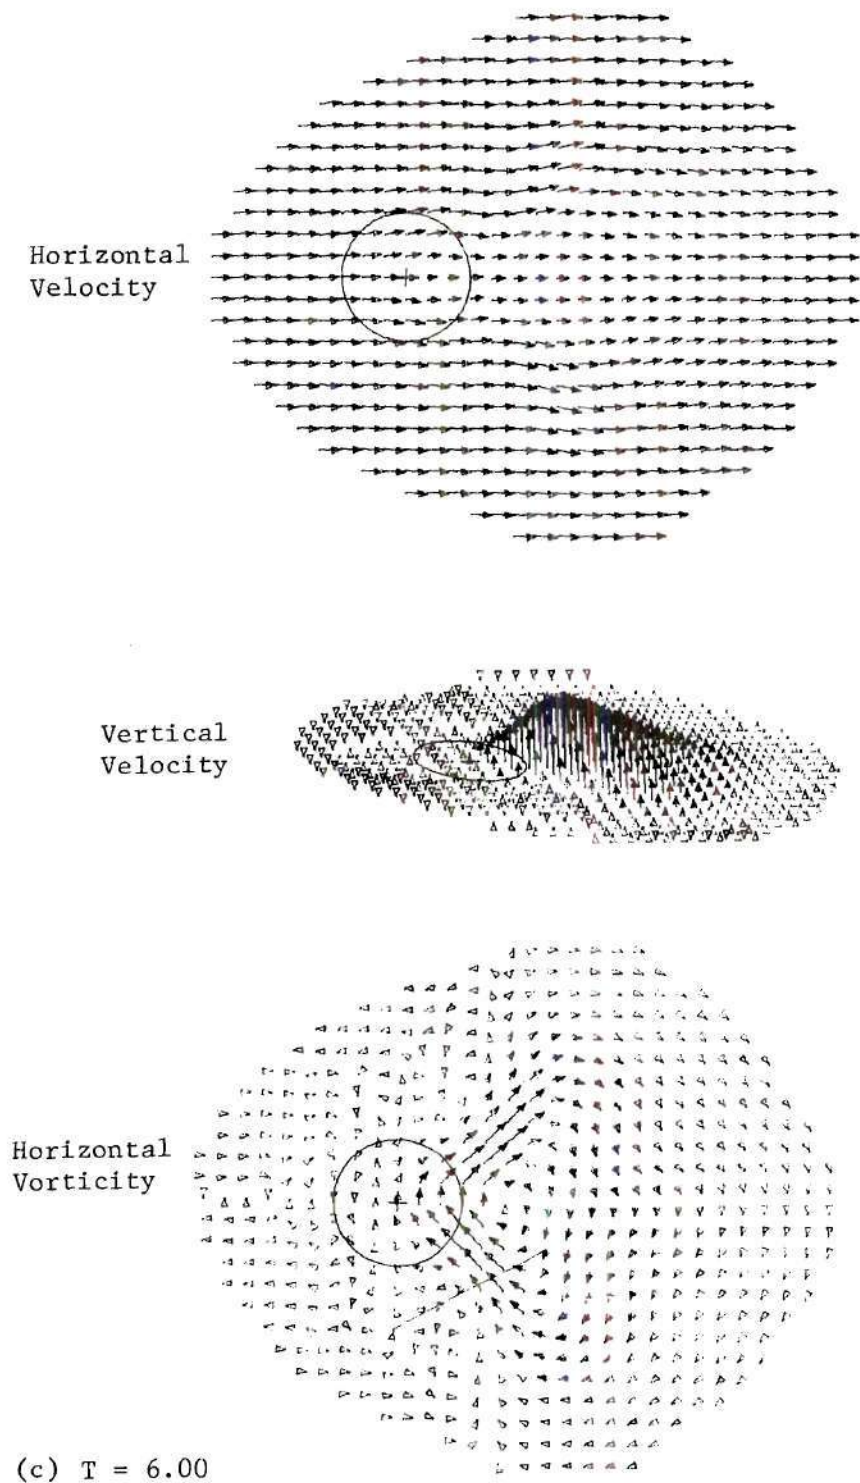 Horizontal
Velocity
Vertical
Velocity
Horizontal
Vorticity
(c) T = 6.00